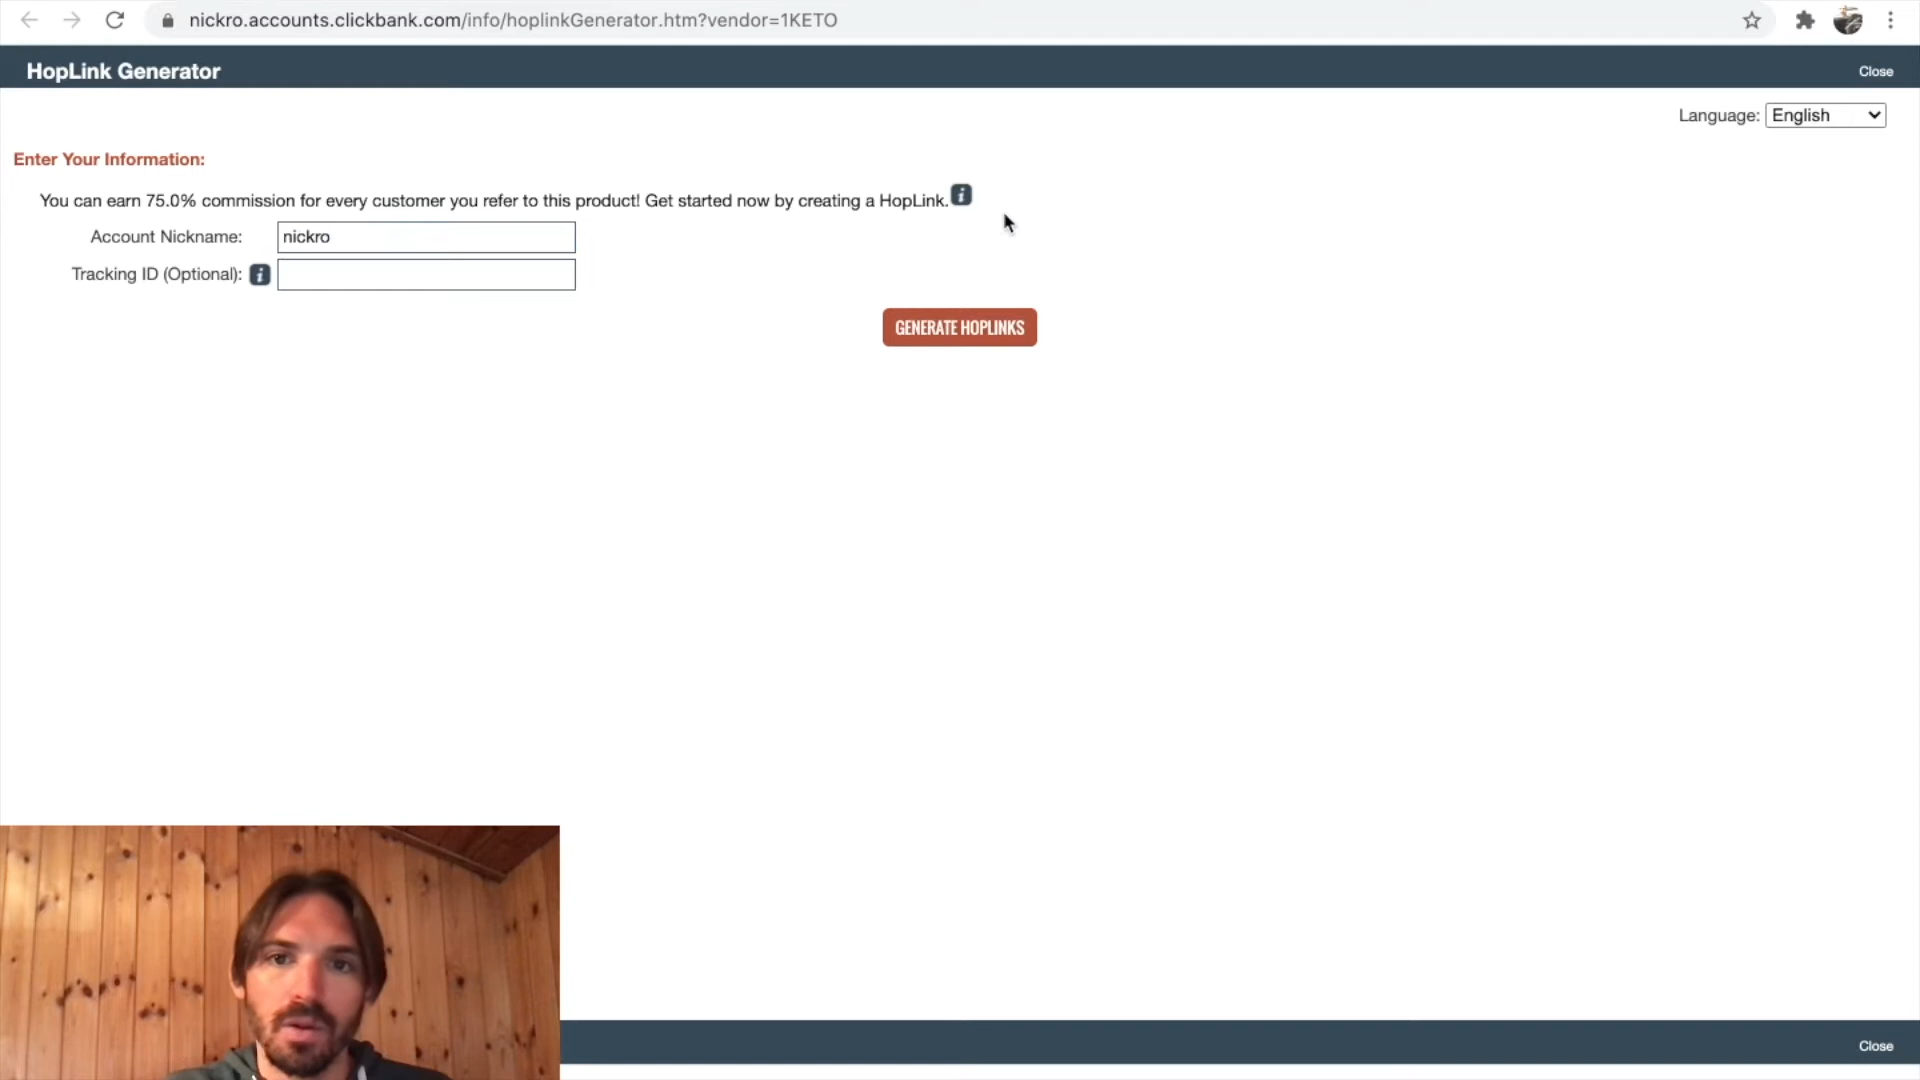 nickro.accounts.clickbank.com/info/hoplinkGenerator.htm?vendor=1KETO
HopLink Generator
Close
Language: English
Enter Your Information:
You can earn 75.0% commission for every customer you refer to this product! Get started now by creating a HopLink.
Account Nickname: nickro
Tracking ID (Optional):
GENERATE HOPLINKS
Close